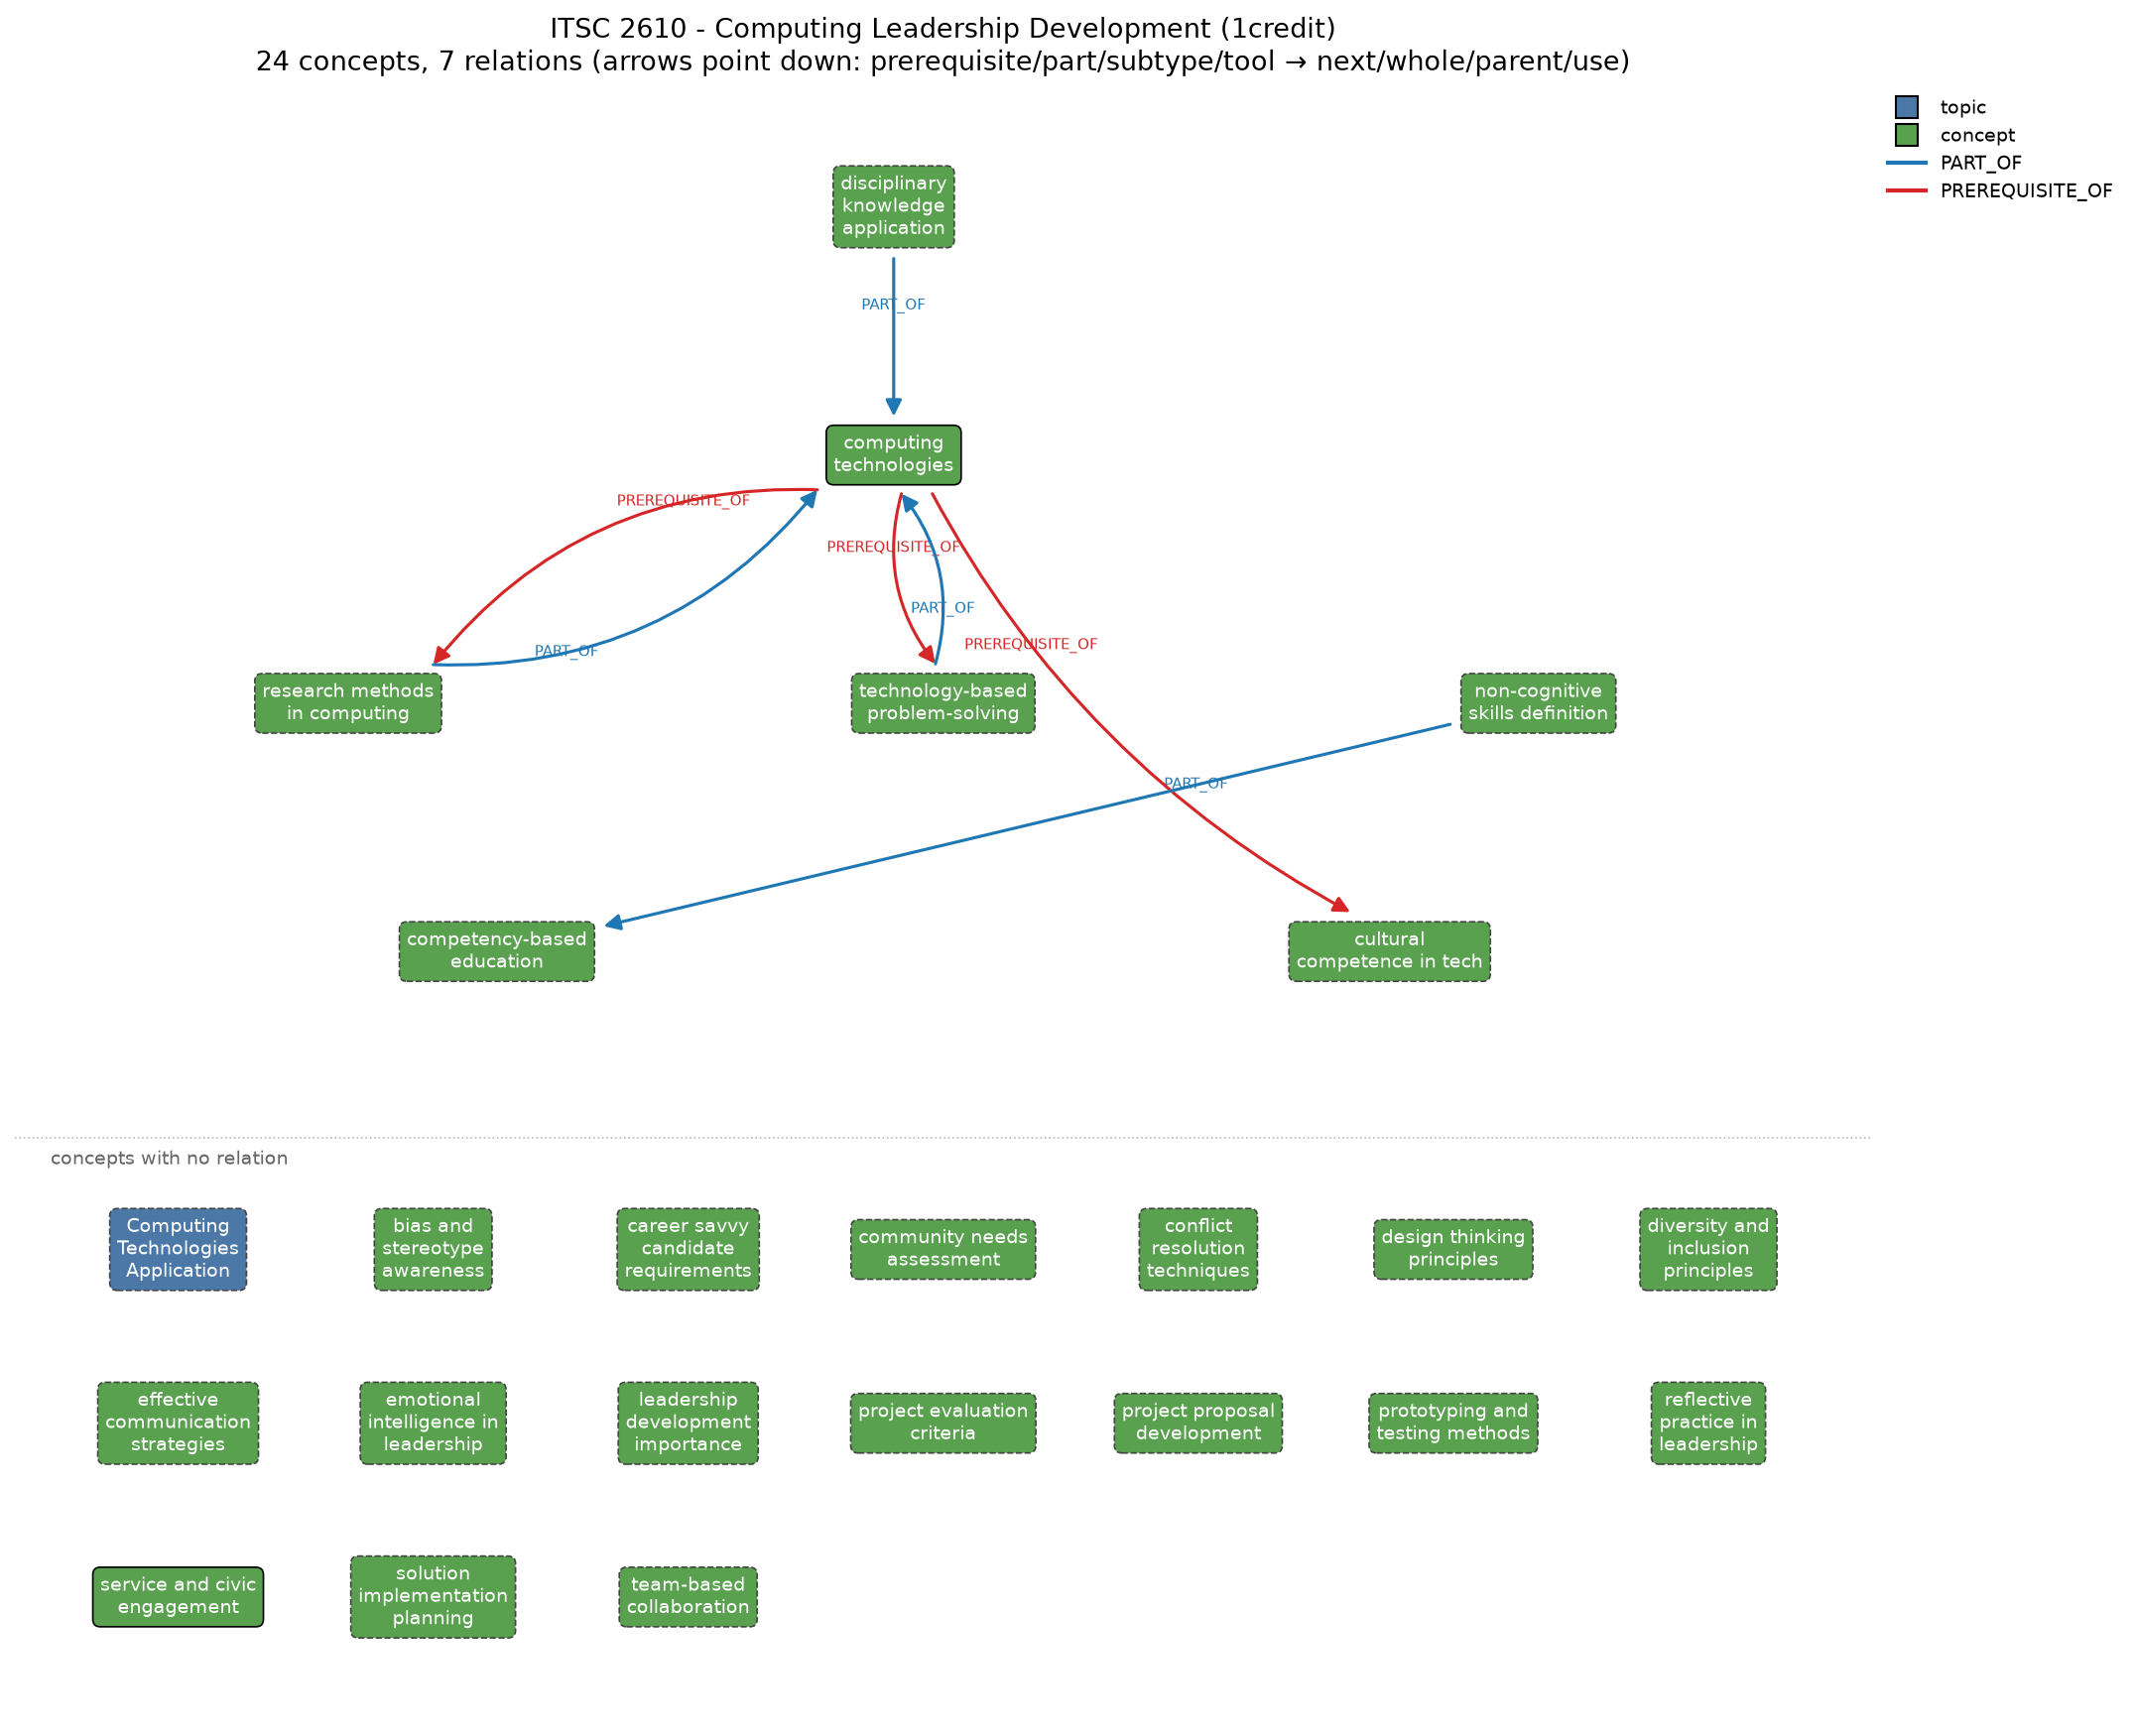 ITSC 2610 - Computing Leadership Development (1credit)
24 concepts, 7 relations (arrows point down: prerequisite/part/subtype/tool → next/whole/parent/use)
topic
concept
PART_OF
PREREQUISITE_OF
disciplinary
knowledge
application
PART_OF
computing
technologies
PREREQUISITE_OF
PREREQUISITE_OF
PART_OF
PREREQUISITE_OF
PART_OF
research methods
in computing
technology-based
problem-solving
non-cognitive
skills definition
PART_OF
competency-based
education
cultural
competence in tech
concepts with no relation
Computing
Technologies
Application
bias and
stereotype
awareness
career savvy
candidate
requirements
community needs
assessment
conflict
resolution
techniques
design thinking
principles
diversity and
inclusion
principles
effective
communication
strategies
emotional
intelligence in
leadership
leadership
development
importance
project evaluation
criteria
project proposal
development
prototyping and
testing methods
reflective
practice in
leadership
service and civic
engagement
solution
implementation
planning
team-based
collaboration